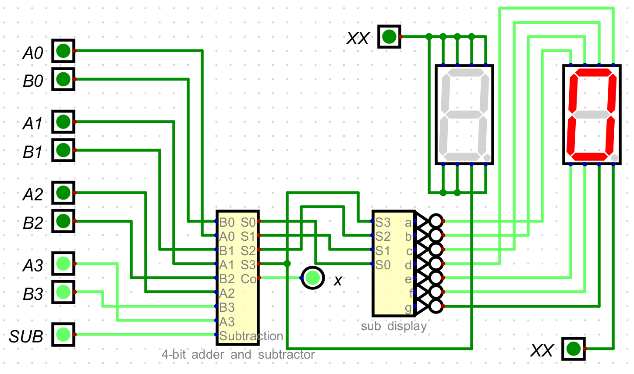 XX
A0
B0
A1
B1
A2
B2
A3
B3
SUB
B0 S0
A0 S1
B1 S2
A1 S3
B2 Co
A2
B3
A3
Subtraction
4-bit adder and subtractor
x
S3 a
S2 b
S1 c
S0 d
e
f
g
sub display
XX